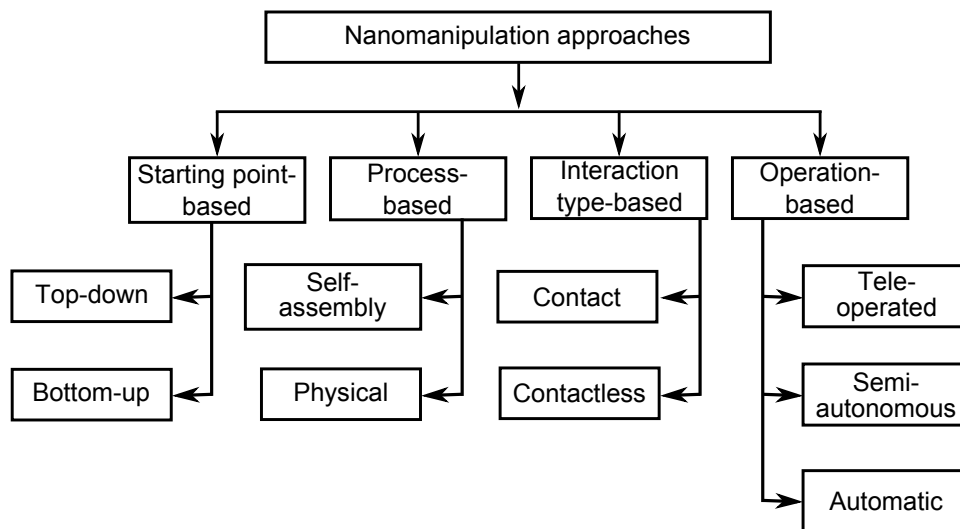 Nanomanipulation approaches
Starting point-
based
Process-
based
Interaction
type-based
Operation-
based
Top-down
Bottom-up
Self-
assembly
Physical
Contact
Contactless
Tele-
operated
Semi-
autonomous
Automatic